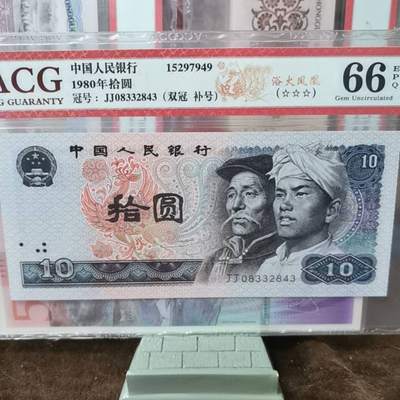 ACG
GUARANTY
中国人民银行 15297949
1980年拾圆
冠号: JJ08332843 (双冠 补号)
浴火凤凰
(☆☆☆)
66
EPQ
Gem Uncirculated
中国人民银行
10
拾圆
JJ08332843
10
10
5